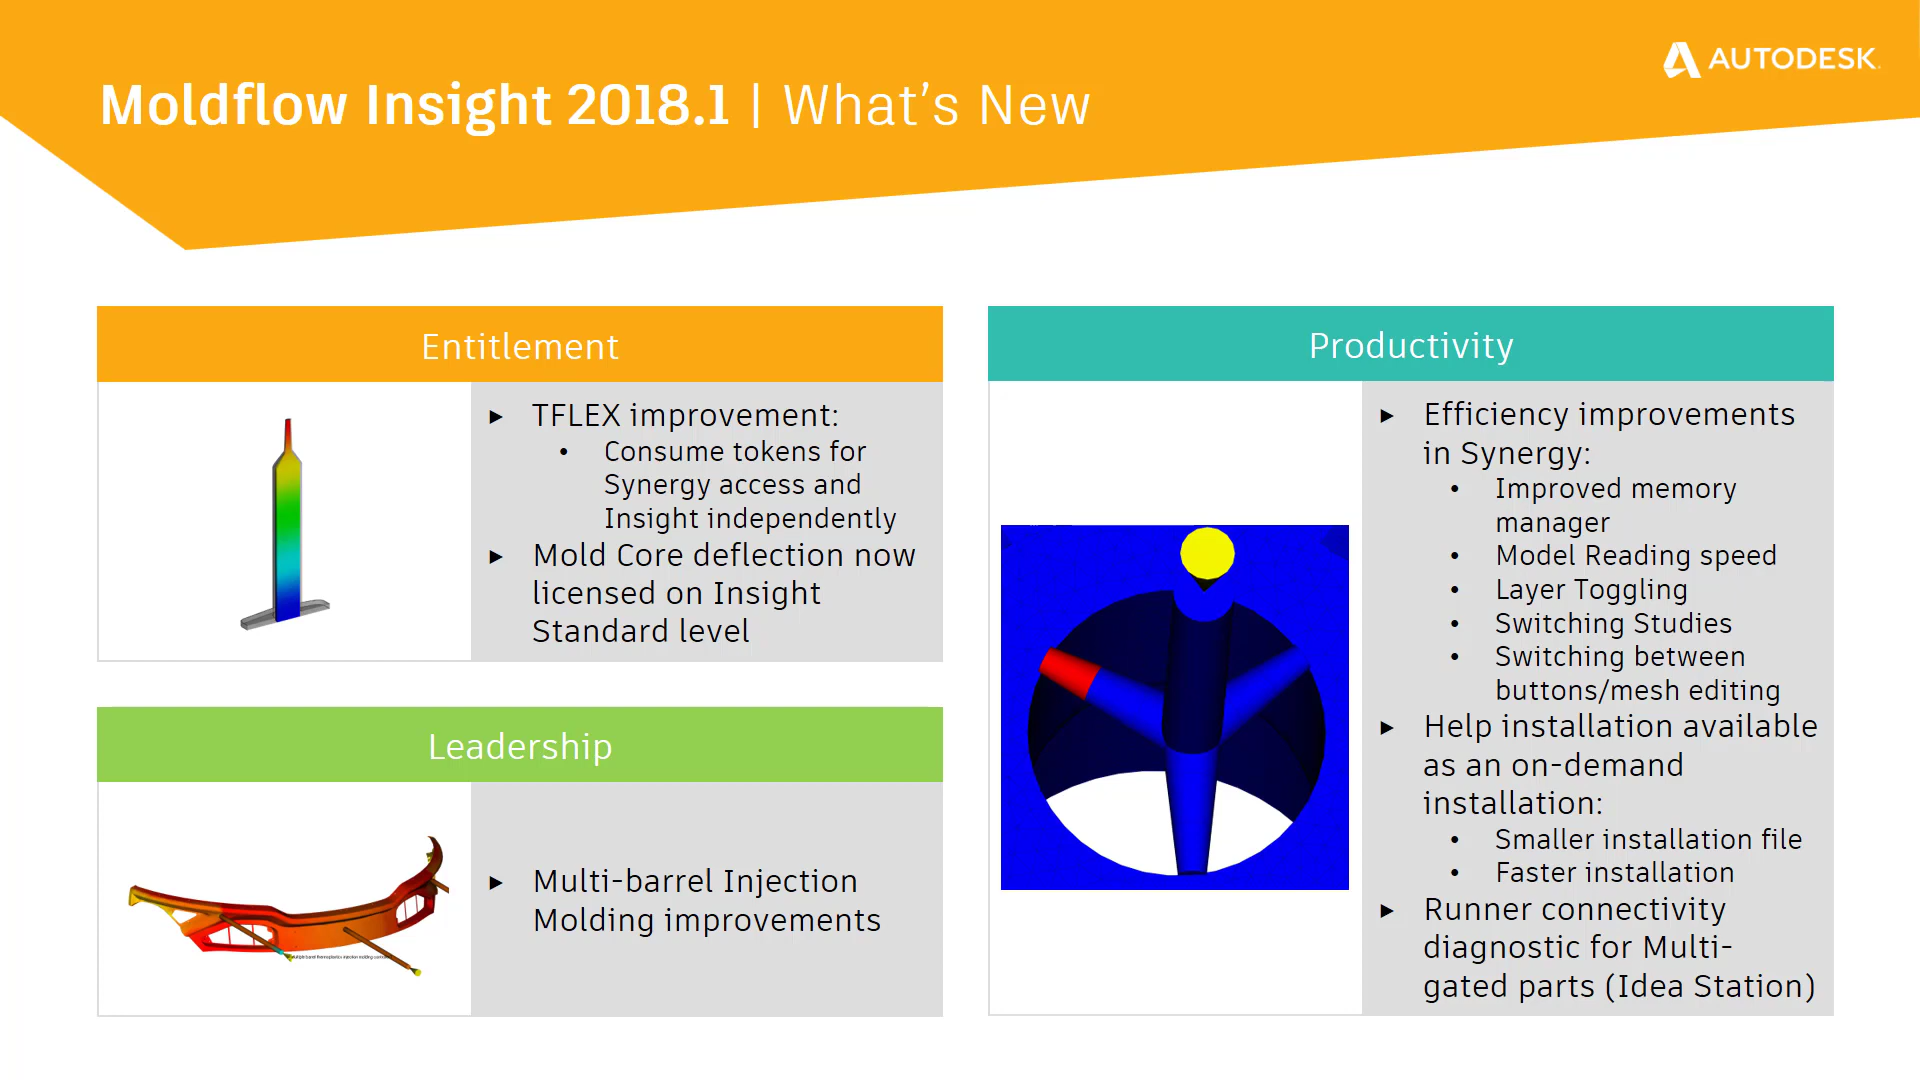 AUTODESK
Moldflow Insight 2018.1 | What’s New
Entitlement
► TFLEX improvement:
• Consume tokens for
Synergy access and
Insight independently
► Mold Core deflection now
licensed on Insight
Standard level
Leadership
► Multi-barrel Injection
Molding improvements
Productivity
► Efficiency improvements
in Synergy:
• Improved memory
manager
• Model Reading speed
• Layer Toggling
• Switching Studies
• Switching between
buttons/mesh editing
► Help installation available
as an on-demand
installation:
• Smaller installation file
• Faster installation
► Runner connectivity
diagnostic for Multi-
gated parts (Idea Station)